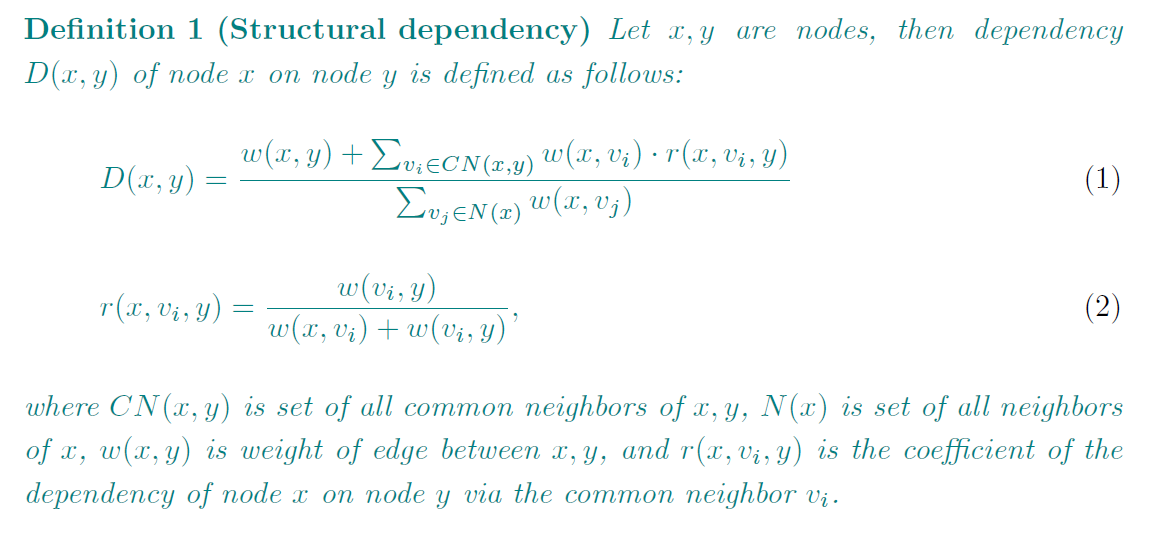 Definition 1 (Structural dependency) Let x, y are nodes, then dependency
D(x, y) of node x on node y is defined as follows:
D(x, y) = \frac{w(x, y) + \sum_{v_i \in CN(x,y)} w(x, v_i) \cdot r(x, v_i, y)}{\sum_{v_j \in N(x)} w(x, v_j)} (1)
r(x, v_i, y) = \frac{w(v_i, y)}{w(x, v_i) + w(v_i, y)}, (2)
where CN(x, y) is set of all common neighbors of x, y, N(x) is set of all neighbors
of x, w(x, y) is weight of edge between x, y, and r(x, v_i, y) is the coefficient of the
dependency of node x on node y via the common neighbor v_i.